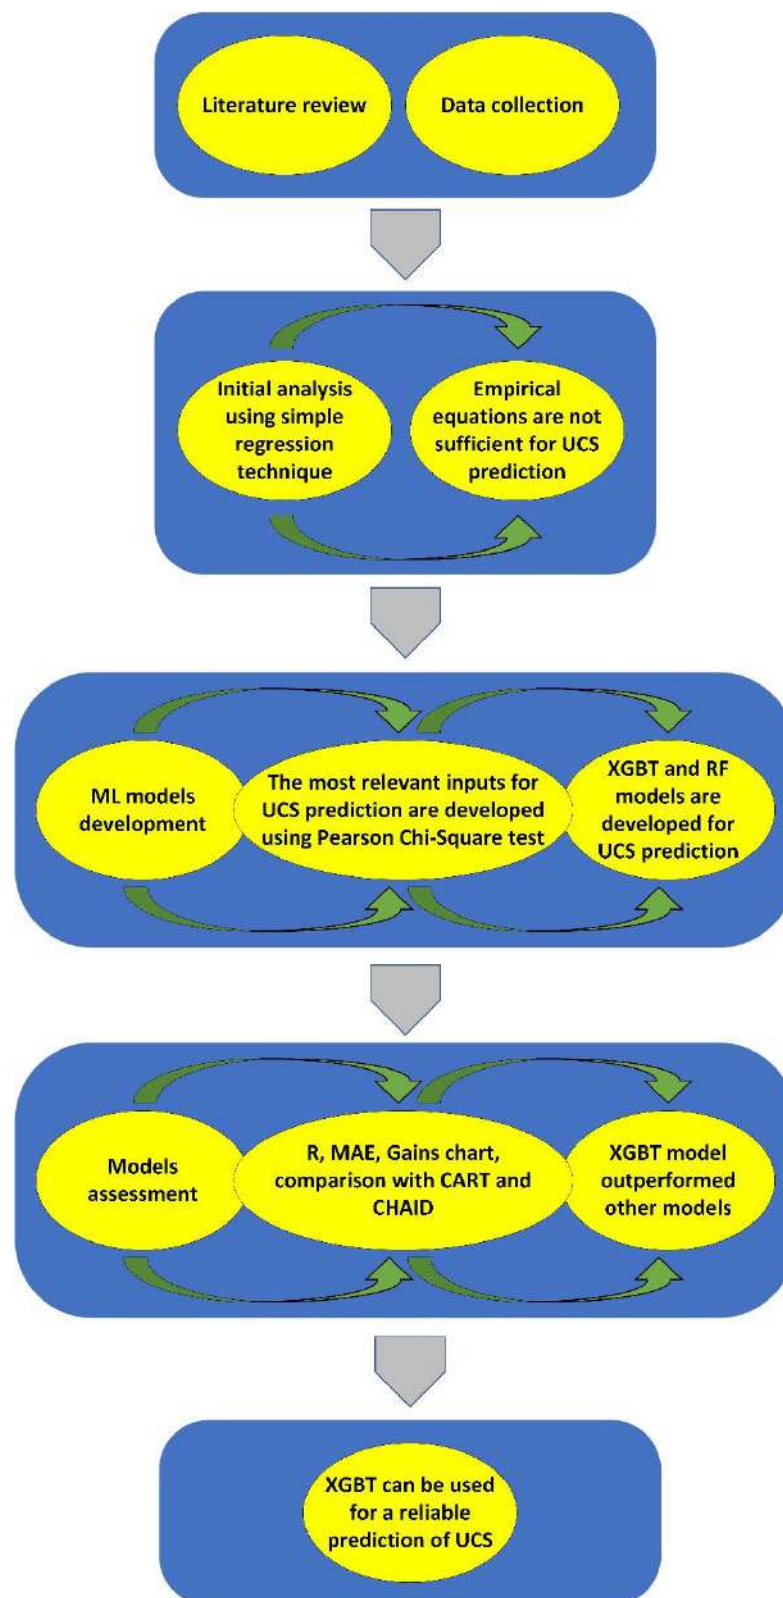 Literature review
Data collection
Initial analysis
using simple
regression
technique
Empirical
equations are not
sufficient for UCS
prediction
ML models
development
The most relevant inputs for
UCS prediction are developed
using Pearson Chi-Square test
XGBT and RF
models are
developed for
UCS prediction
Models
assessment
R, MAE, Gains chart,
comparison with CART and
CHAID
XGBT model
outperformed
other models
XGBT can be used
for a reliable
prediction of UCS